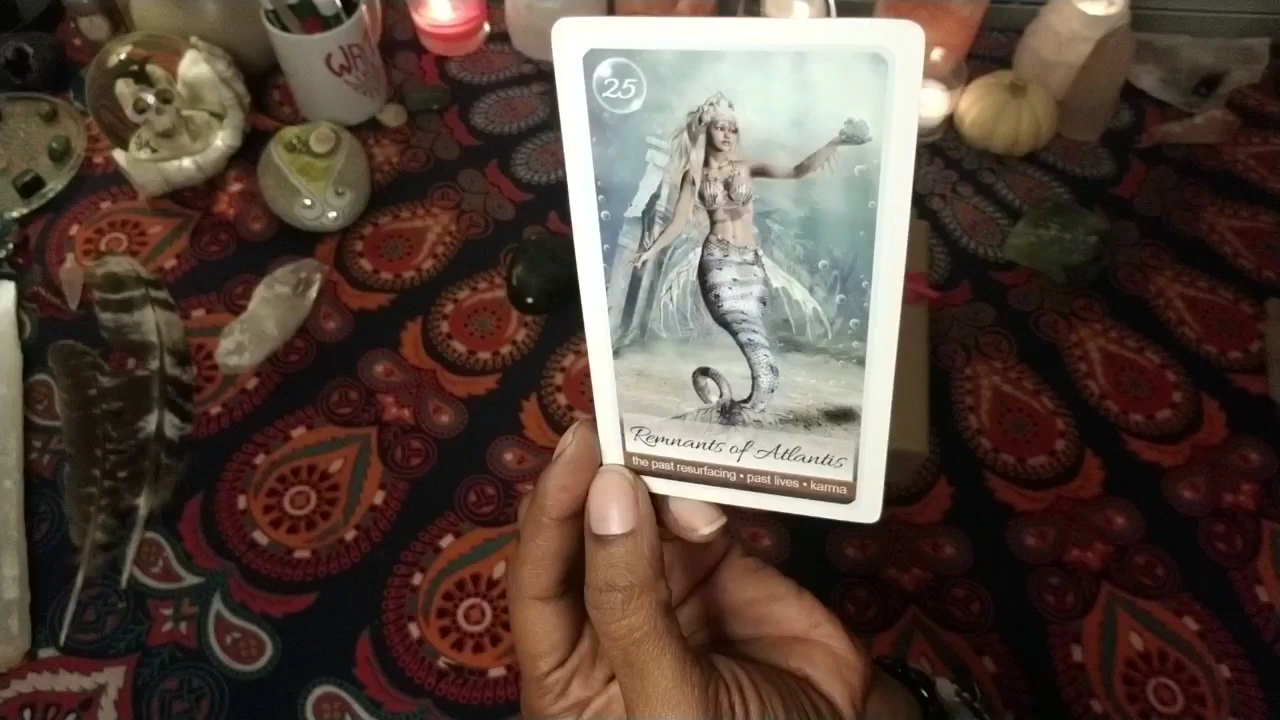 25
Remnants of Atlantis
the past resurfacing • past lives • karma